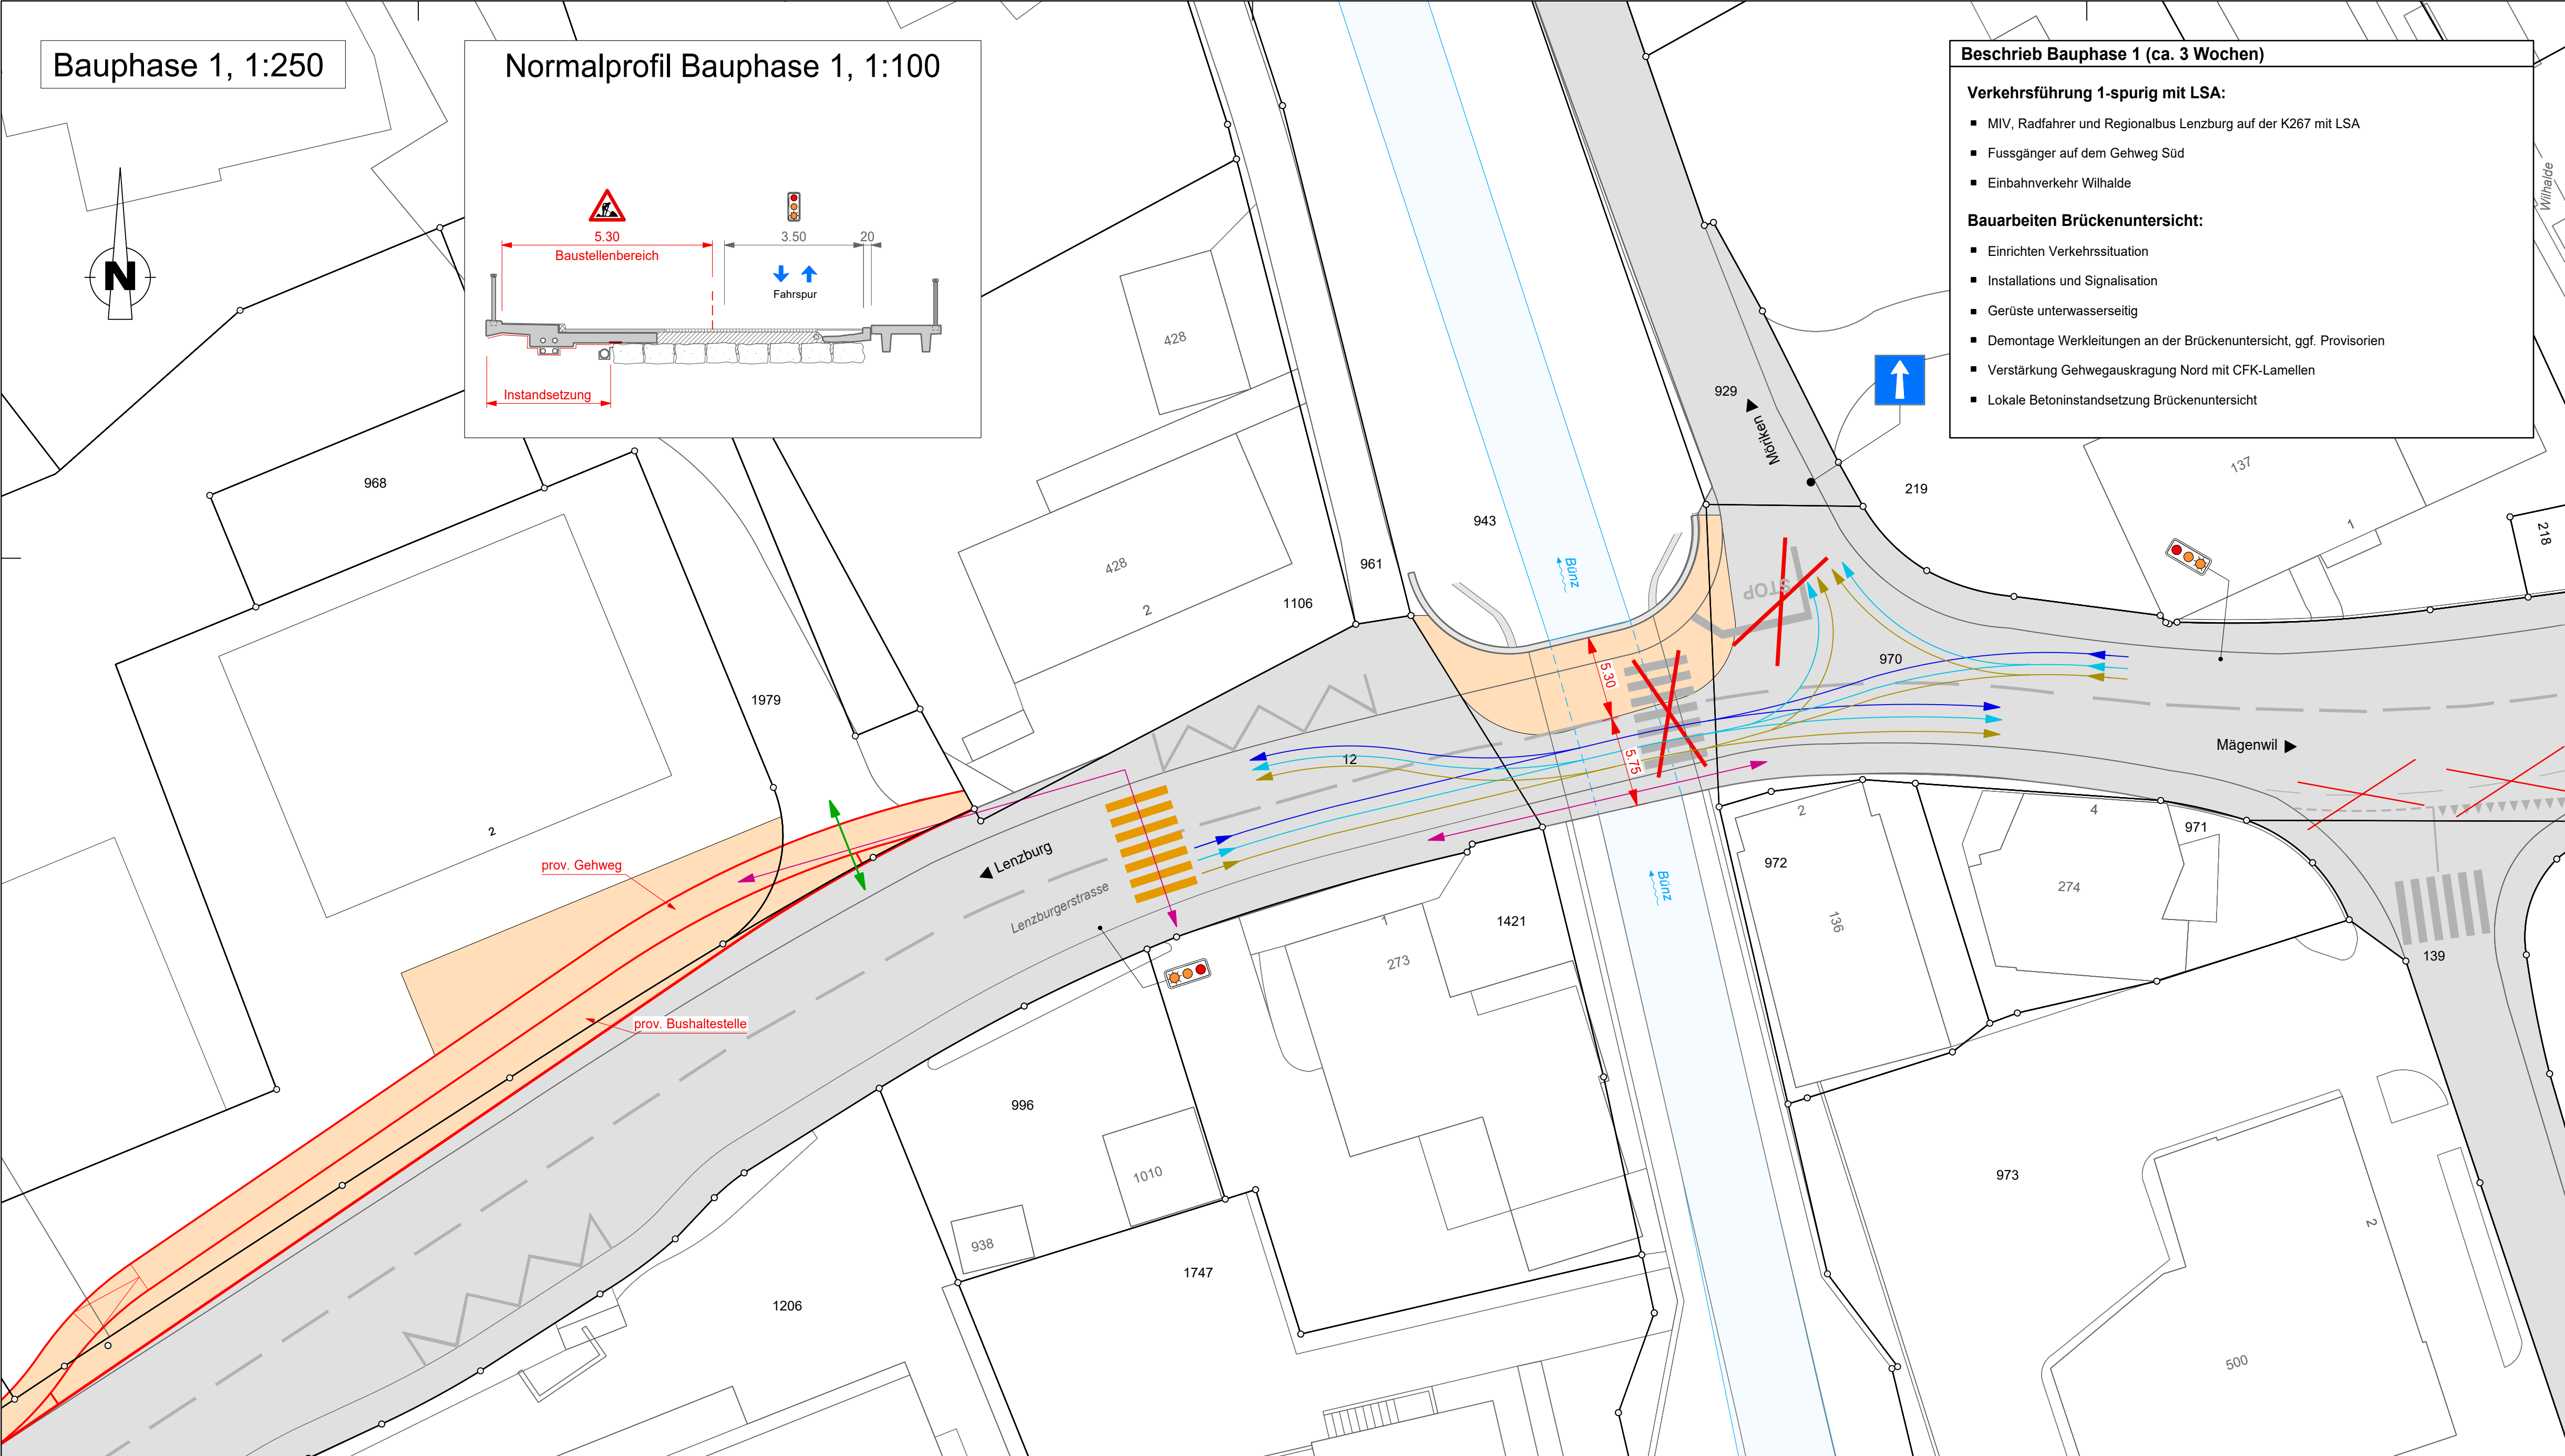 Bauphase 1, 1:250
Normalprofil Bauphase 1, 1:100
5.30
Baustellenbereich
3.50
20
Fahrspur
Instandsetzung
Beschrieb Bauphase 1 (ca. 3 Wochen)
Verkehrsführung 1-spurig mit LSA:
▪ MIV, Radfahrer und Regionalbus Lenzburg auf der K267 mit LSA
▪ Fussgänger auf dem Gehweg Süd
▪ Einbahnverkehr Wilhalde
Bauarbeiten Brückenuntersicht:
▪ Einrichten Verkehrssituation
▪ Installations und Signalisation
▪ Gerüste unterwasserseitig
▪ Demontage Werkleitungen an der Brückenuntersicht, ggf. Provisorien
▪ Verstärkung Gehwegauskragung Nord mit CFK-Lamellen
▪ Lokale Betoninstandsetzung Brückenuntersicht
Wilhalde
N
428
929
Möriken
968
943
219
137
1
218
961
428
2
1106
Bünz
STOP
970
5.30
1979
12
5.75
Mägenwil
2
prov. Gehweg
Lenzburg
Lenzburgerstrasse
Bünz
2
4
971
972
274
136
1
273
1421
139
prov. Bushaltestelle
996
1010
938
1747
1206
973
2
500